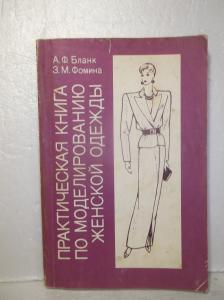 А. Ф. Бланк
З. М. Фомина
ПРАКТИЧЕСКАЯ КНИГА
ПО МОДЕЛИРОВАНИЮ
ЖЕНСКОЙ ОДЕЖДЫ